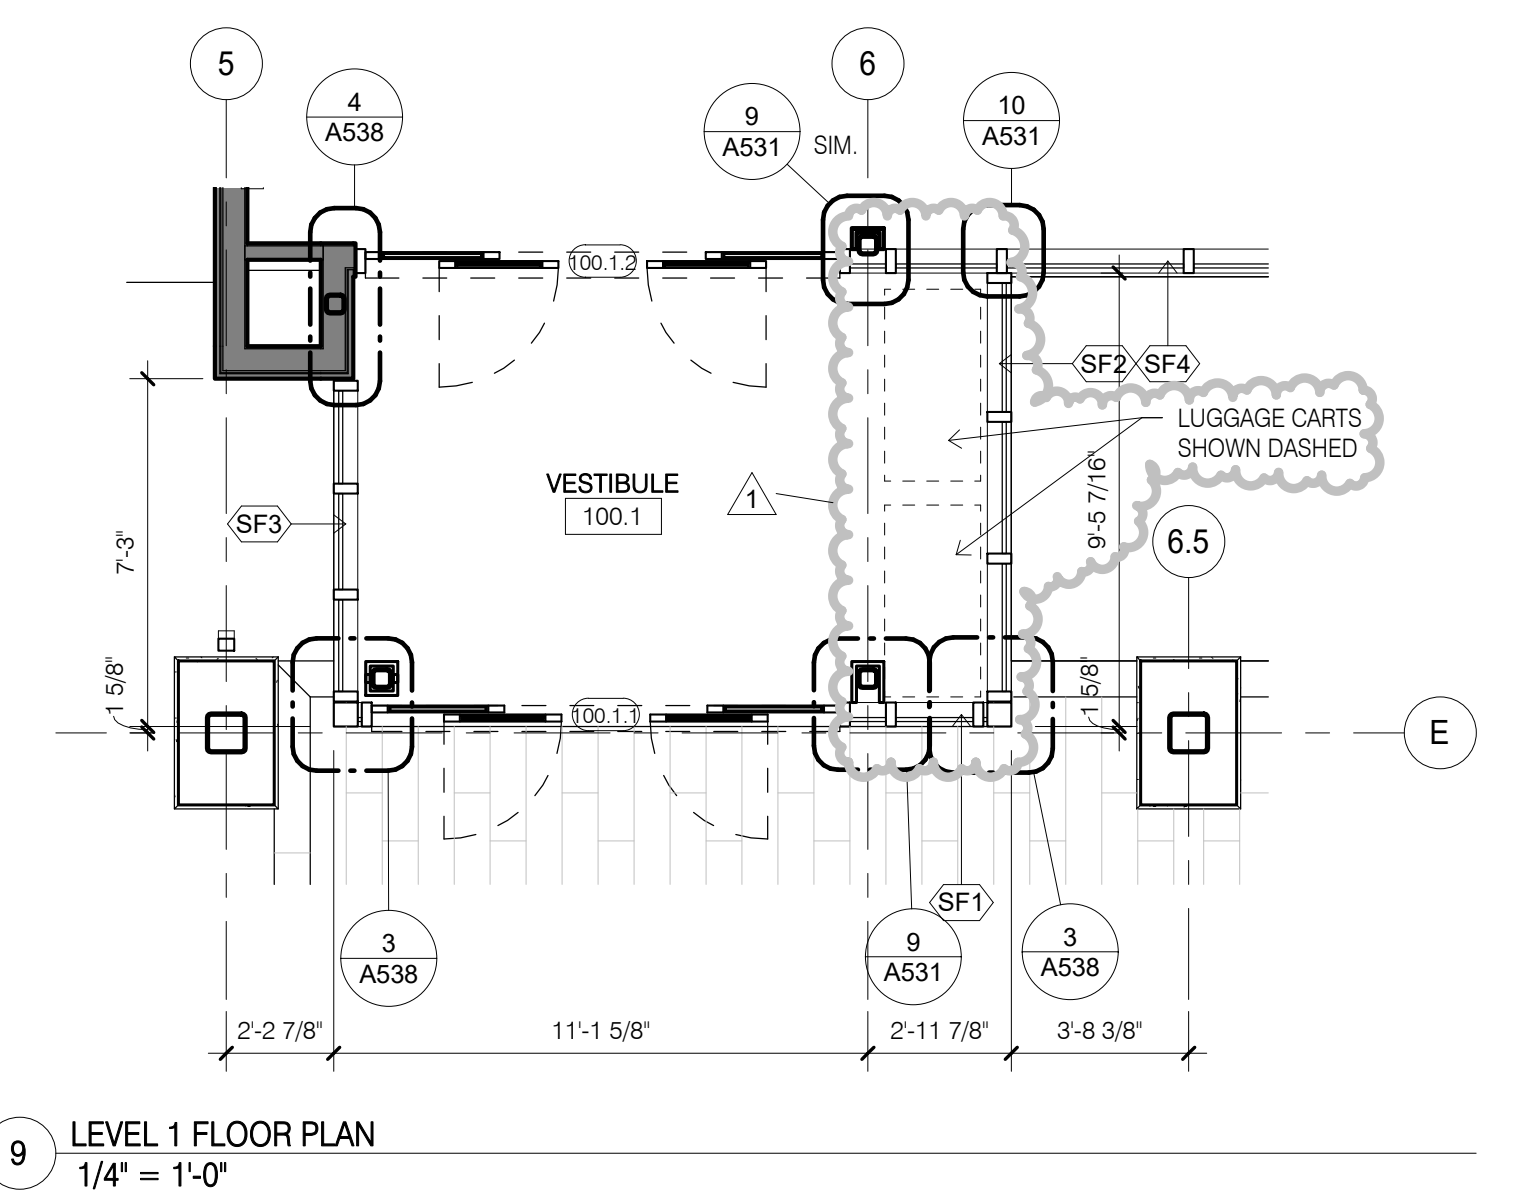 5
6
4
A538
9
A531
SIM.
10
A531
100.1.2
SF2
SF4
LUGGAGE CARTS
SHOWN DASHED
VESTIBULE
100.1
1
SF3
7'-3"
9'-5 7/16"
6.5
1 5/8"
1 5/8"
100.1.1
E
SF1
3
A538
9
A531
3
A538
2'-2 7/8"
11'-1 5/8"
2'-11 7/8"
3'-8 3/8"
9
LEVEL 1 FLOOR PLAN
1/4" = 1'-0"